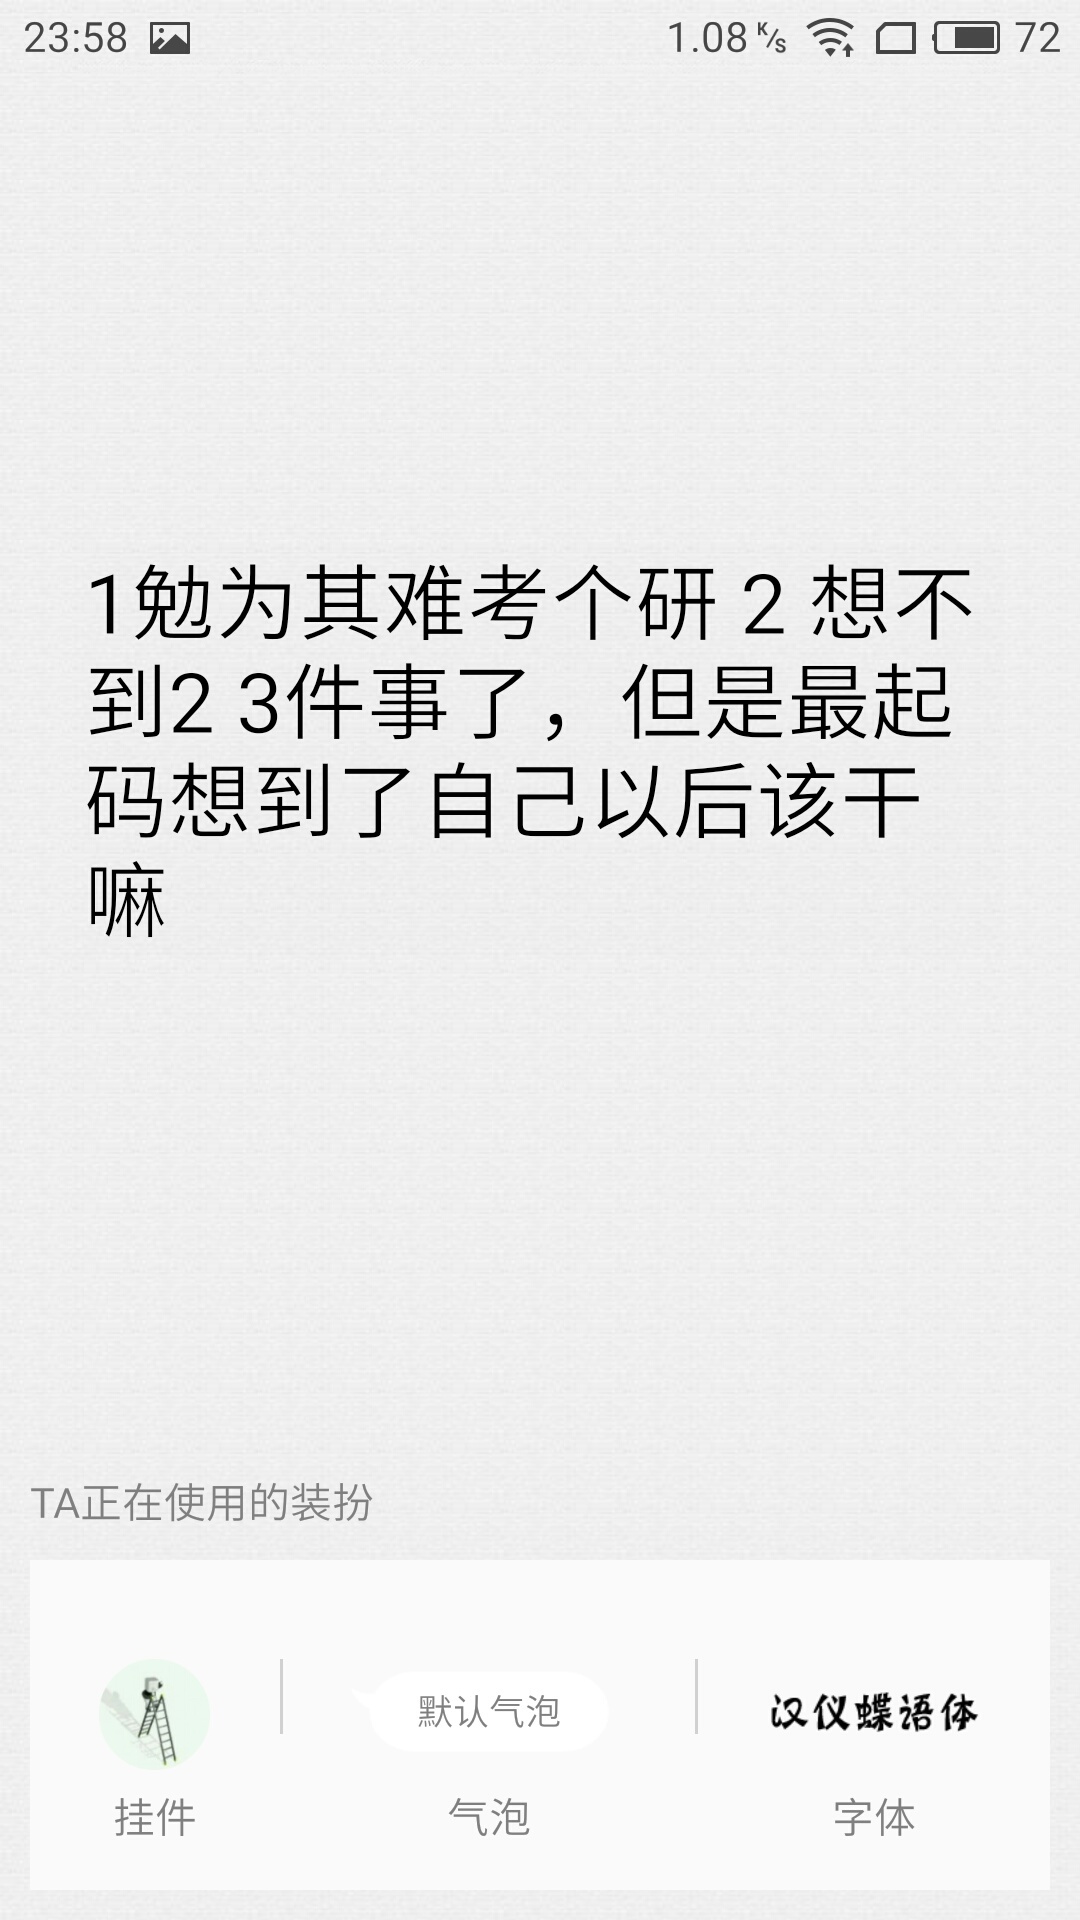 23:58 1.08 K/s 72
1勉为其难考个研 2 想不
到2 3件事了，但是最起
码想到了自己以后该干
嘛
TA正在使用的装扮
默认气泡 汉仪蝶语体
挂件 气泡 字体